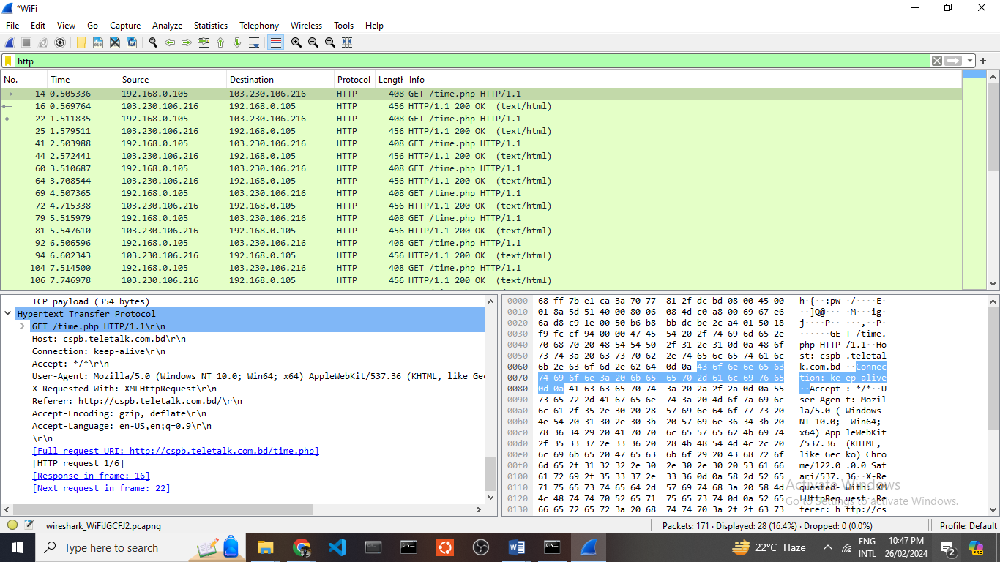 *WiFi
File Edit View Go Capture Analyze Statistics Telephony Wireless Tools Help
http
No. Time Source Destination Protocol Length Info
14 0.505336 192.168.0.105 103.230.106.216 HTTP 408 GET /time.php HTTP/1.1
16 0.569764 103.230.106.216 192.168.0.105 HTTP 456 HTTP/1.1 200 OK (text/html)
22 1.511835 192.168.0.105 103.230.106.216 HTTP 408 GET /time.php HTTP/1.1
25 1.579511 103.230.106.216 192.168.0.105 HTTP 456 HTTP/1.1 200 OK (text/html)
41 2.503988 192.168.0.105 103.230.106.216 HTTP 408 GET /time.php HTTP/1.1
44 2.572441 103.230.106.216 192.168.0.105 HTTP 456 HTTP/1.1 200 OK (text/html)
60 3.510687 192.168.0.105 103.230.106.216 HTTP 408 GET /time.php HTTP/1.1
64 3.708544 103.230.106.216 192.168.0.105 HTTP 456 HTTP/1.1 200 OK (text/html)
69 4.507365 192.168.0.105 103.230.106.216 HTTP 408 GET /time.php HTTP/1.1
72 4.715338 103.230.106.216 192.168.0.105 HTTP 456 HTTP/1.1 200 OK (text/html)
79 5.515979 192.168.0.105 103.230.106.216 HTTP 408 GET /time.php HTTP/1.1
81 5.547610 103.230.106.216 192.168.0.105 HTTP 456 HTTP/1.1 200 OK (text/html)
92 6.506596 192.168.0.105 103.230.106.216 HTTP 408 GET /time.php HTTP/1.1
94 6.602343 103.230.106.216 192.168.0.105 HTTP 456 HTTP/1.1 200 OK (text/html)
104 7.514500 192.168.0.105 103.230.106.216 HTTP 408 GET /time.php HTTP/1.1
106 7.746978 103.230.106.216 192.168.0.105 HTTP 456 HTTP/1.1 200 OK (text/html)
TCP payload (354 bytes)
Hypertext Transfer Protocol
GET /time.php HTTP/1.1\r\n
Host: cspb.teletalk.com.bd\r\n
Connection: keep-alive\r\n
Accept: */*\r\n
User-Agent: Mozilla/5.0 (Windows NT 10.0; Win64; x64) AppleWebKit/537.36 (KHTML, like Ge
X-Requested-With: XMLHttpRequest\r\n
Referer: http://cspb.teletalk.com.bd/\r\n
Accept-Encoding: gzip, deflate\r\n
Accept-Language: en-US,en;q=0.9\r\n
\r\n
[Full request URI: http://cspb.teletalk.com.bd/time.php]
[HTTP request 1/6]
[Response in frame: 16]
[Next request in frame: 22]
0000 68 ff 7b e1 ca 3a 70 77 81 2f dc bd 08 00 45 00 h·{··:pw ·/····E·
0010 01 8a 5d 51 40 00 80 06 08 4d c0 a8 00 69 67 e6 ··]Q@··· ·M···ig·
0020 6a d8 c9 1e 00 50 b6 b8 bb dc be 2c a4 01 50 18 j····P·· ···,··P·
0030 f9 fc cf 94 00 00 47 45 54 20 2f 74 69 6d 65 2e ······GE T /time.
0040 70 68 70 20 48 54 54 50 2f 31 2e 31 0d 0a 48 6f php HTTP /1.1··Ho
0050 73 74 3a 20 63 73 70 62 2e 74 65 6c 65 74 61 6c st: cspb .teletal
0060 6b 2e 63 6f 6d 2e 62 64 0d 0a 43 6f 6e 6e 65 63 k.com.bd ··Connec
0070 74 69 6f 6e 3a 20 6b 65 65 70 2d 61 6c 69 76 65 tion: ke ep-alive
0080 0d 0a 41 63 63 65 70 74 3a 20 2a 2f 2a 0d 0a 55 ··Accept : */*··U
0090 73 65 72 2d 41 67 65 6e 74 3a 20 4d 6f 7a 69 6c ser-Agen t: Mozil
00a0 6c 61 2f 35 2e 30 20 28 57 69 6e 64 6f 77 73 20 la/5.0 ( Windows
00b0 4e 54 20 31 30 2e 30 3b 20 57 69 6e 36 34 3b 20 NT 10.0; Win64;
00c0 78 36 34 29 20 41 70 70 6c 65 57 65 62 4b 69 74 x64) App leWebKit
00d0 2f 35 33 37 2e 33 36 20 28 4b 48 54 4d 4c 2c 20 /537.36 (KHTML,
00e0 6c 69 6b 65 20 47 65 63 6b 6f 29 20 43 68 72 6f like Gec ko) Chro
00f0 6d 65 2f 31 32 32 2e 30 2e 30 2e 30 20 53 61 66 me/122.0 .0.0 Saf
0100 61 72 69 2f 35 33 37 2e 33 36 0d 0a 58 2d 52 65 ari/537. 36··X-Re
0110 71 75 65 73 74 65 64 2d 57 69 74 68 3a 20 58 4d quested- With: XM
0120 4c 48 74 74 70 52 65 71 75 65 73 74 0d 0a 52 65 LHttpReq uest··Re
0130 66 65 72 65 72 3a 20 68 74 74 70 3a 2f 2f 63 73 ferer: h ttp://cs
Activate Windows
Go to Settings to activate Windows.
wireshark_WiFiJGCFJ2.pcapng Packets: 171 · Displayed: 28 (16.4%) · Dropped: 0 (0.0%) Profile: Default
Type here to search 22°C Haze ENG INTL 10:47 PM 26/02/2024 2 PRE